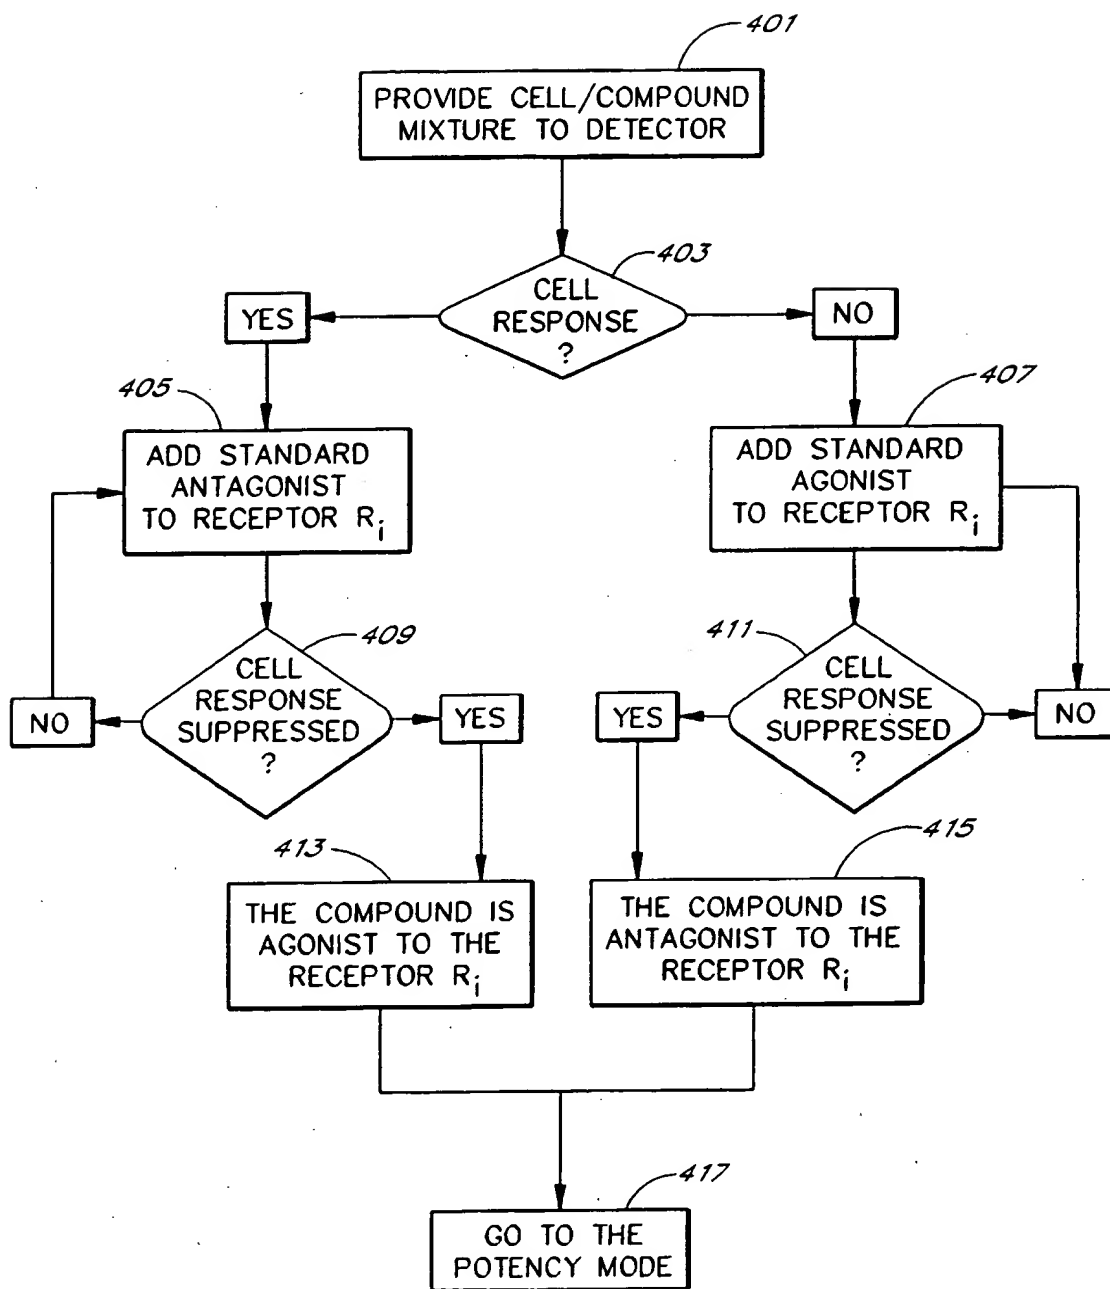 401
PROVIDE CELL/COMPOUND
MIXTURE TO DETECTOR
403
CELL
RESPONSE
?
YES
NO
405
ADD STANDARD
ANTAGONIST
TO RECEPTOR Ri
407
ADD STANDARD
AGONIST
TO RECEPTOR Ri
409
CELL
RESPONSE
SUPPRESSED
?
NO
YES
411
CELL
RESPONSE
SUPPRESSED
?
YES
NO
413
THE COMPOUND IS
AGONIST TO THE
RECEPTOR Ri
415
THE COMPOUND IS
ANTAGONIST TO THE
RECEPTOR Ri
417
GO TO THE
POTENCY MODE